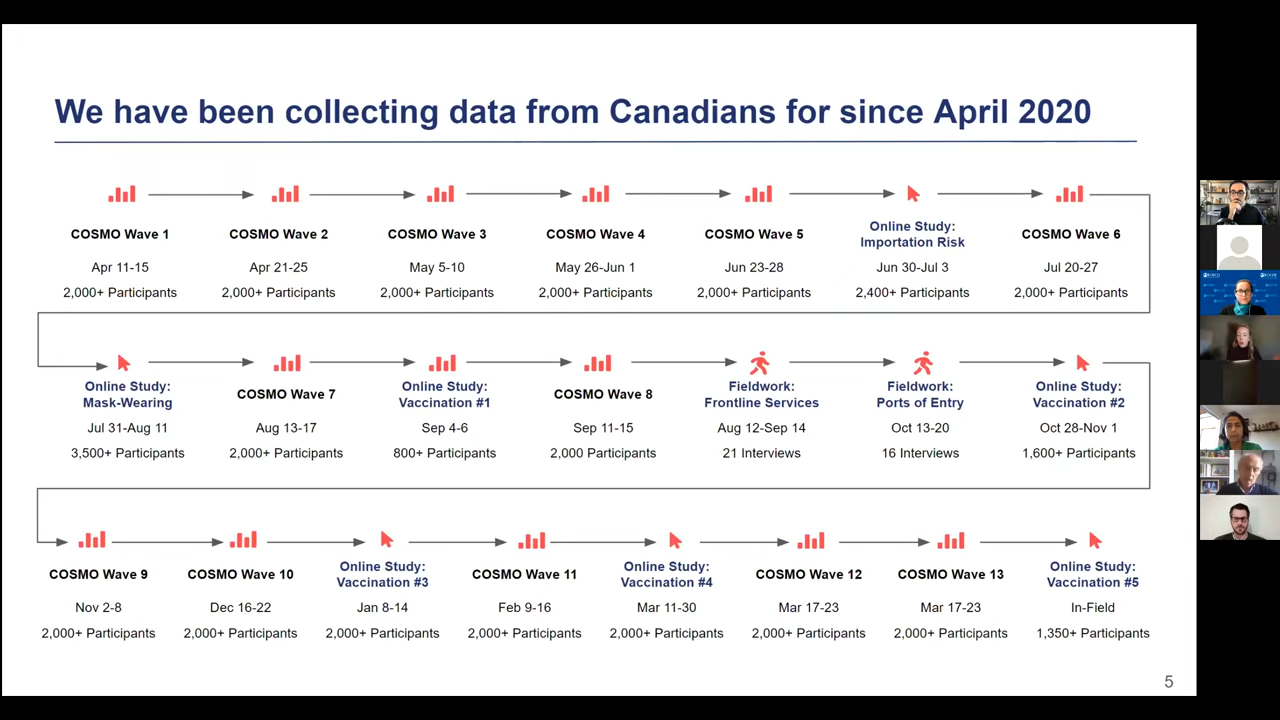 We have been collecting data from Canadians for since April 2020
COSMO Wave 1
Apr 11-15
2,000+ Participants
COSMO Wave 2
Apr 21-25
2,000+ Participants
COSMO Wave 3
May 5-10
2,000+ Participants
COSMO Wave 4
May 26-Jun 1
2,000+ Participants
COSMO Wave 5
Jun 23-28
2,000+ Participants
Online Study:
Importation Risk
Jun 30-Jul 3
2,400+ Participants
COSMO Wave 6
Jul 20-27
2,000+ Participants
Online Study:
Mask-Wearing
Jul 31-Aug 11
3,500+ Participants
COSMO Wave 7
Aug 13-17
2,000+ Participants
Online Study:
Vaccination #1
Sep 4-6
800+ Participants
COSMO Wave 8
Sep 11-15
2,000 Participants
Fieldwork:
Frontline Services
Aug 12-Sep 14
21 Interviews
Fieldwork:
Ports of Entry
Oct 13-20
16 Interviews
Online Study:
Vaccination #2
Oct 28-Nov 1
1,600+ Participants
COSMO Wave 9
Nov 2-8
2,000+ Participants
COSMO Wave 10
Dec 16-22
2,000+ Participants
Online Study:
Vaccination #3
Jan 8-14
2,000+ Participants
COSMO Wave 11
Feb 9-16
2,000+ Participants
Online Study:
Vaccination #4
Mar 11-30
2,000+ Participants
COSMO Wave 12
Mar 17-23
2,000+ Participants
COSMO Wave 13
Mar 17-23
2,000+ Participants
Online Study:
Vaccination #5
In-Field
1,350+ Participants
5